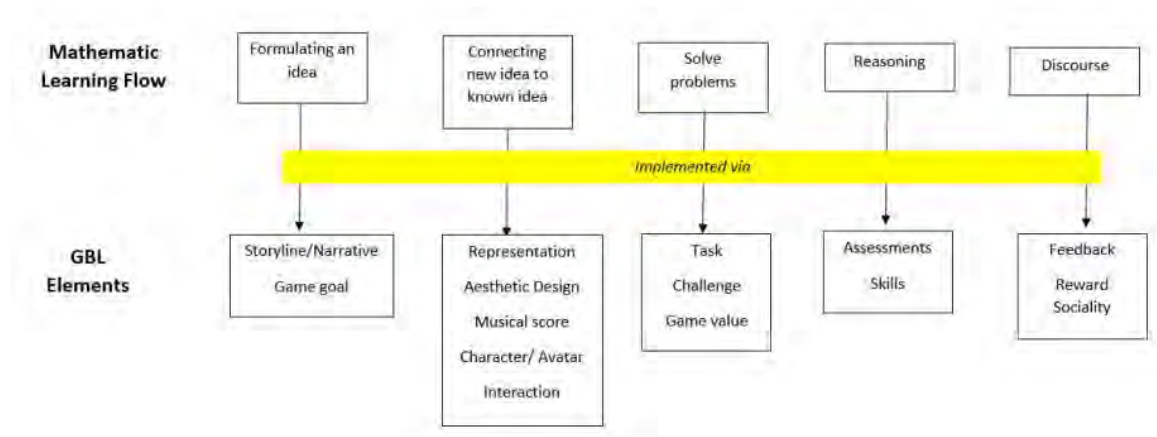 Mathematic
Learning Flow
Formulating an
idea
Connecting
new idea to
known idea
Solve
problems
Reasoning
Discourse
Implemented via
GBL
Elements
Storyline/Narrative
Game goal
Representation
Aesthetic Design
Musical score
Character/ Avatar
Interaction
Task
Challenge
Game value
Assessments
Skills
Feedback
Reward
Sociality